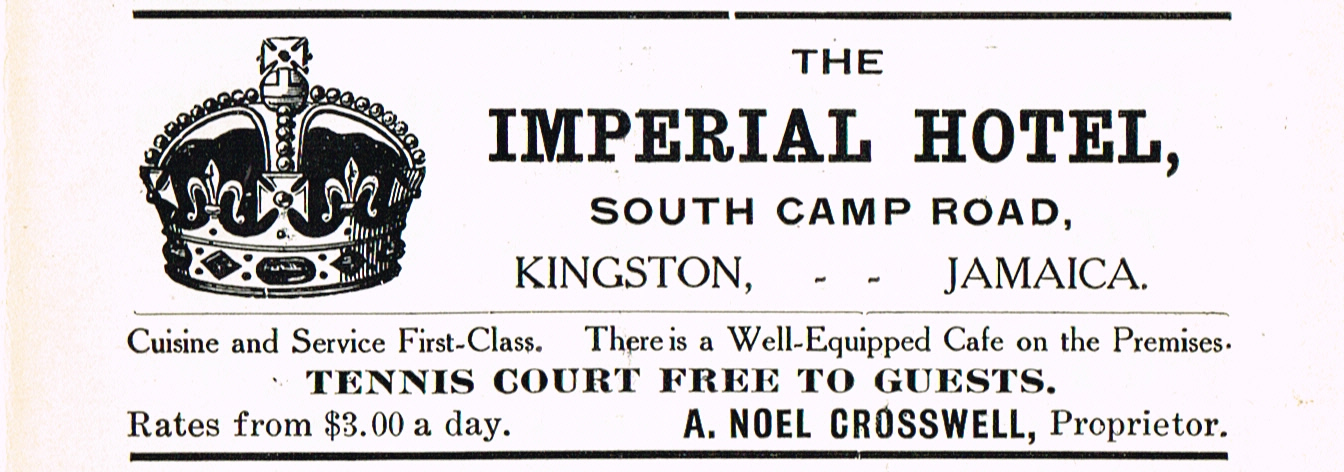 THE
IMPERIAL HOTEL,
SOUTH CAMP ROAD,
KINGSTON, - - JAMAICA.
Cuisine and Service First-Class. There is a Well-Equipped Cafe on the Premises.
TENNIS COURT FREE TO GUESTS.
Rates from $3.00 a day. A. NOEL CROSSWELL, Proprietor.